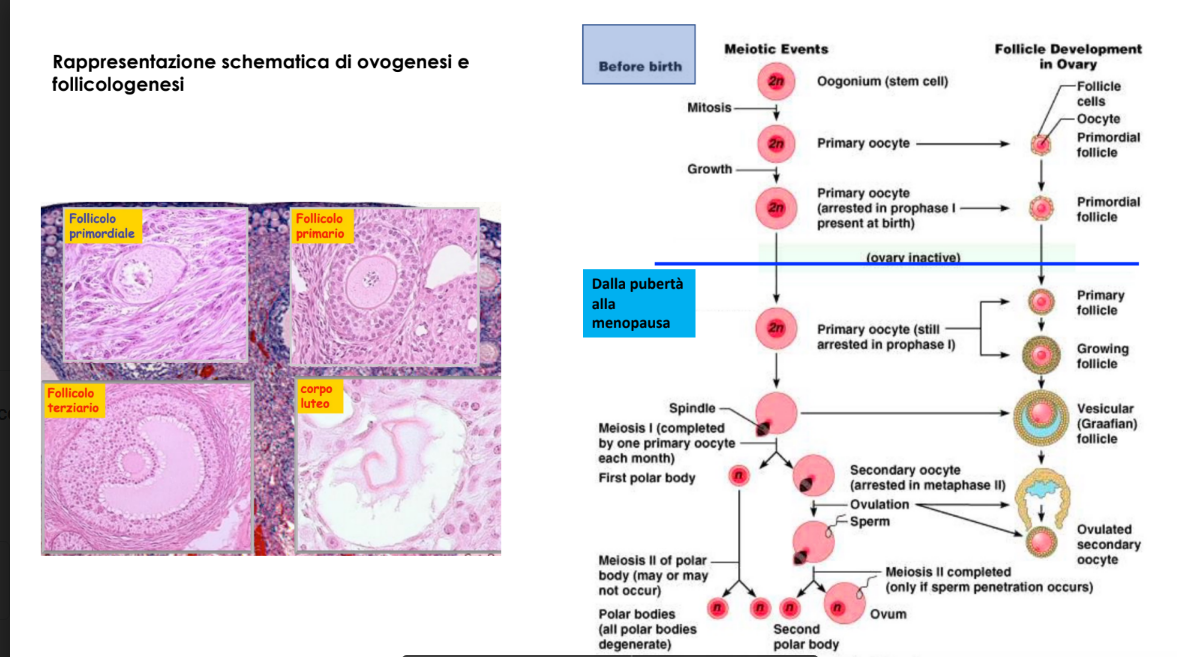 Rappresentazione schematica di ovogenesi e
follicologenesi
Follicolo
primordiale
Follicolo
primario
Follicolo
terziario
corpo
luteo
Before birth
Meiotic Events
Follicle Development
in Ovary
2n
Oogonium (stem cell)
Follicle
cells
Oocyte
Mitosis
2n
Primary oocyte
Primordial
follicle
Growth
2n
Primary oocyte
(arrested in prophase I
present at birth)
Primordial
follicle
(ovary inactive)
Dalla pubertà
alla
menopausa
2n
Primary oocyte (still
arrested in prophase I)
Primary
follicle
Growing
follicle
Spindle
Meiosis I (completed
by one primary oocyte
each month)
Vesicular
(Graafian)
follicle
First polar body
n
Secondary oocyte
(arrested in metaphase II)
Ovulation
Sperm
Ovulated
secondary
oocyte
Meiosis II of polar
body (may or may
not occur)
Meiosis II completed
(only if sperm penetration occurs)
n
n
n
n
Polar bodies
(all polar bodies
degenerate)
Second
polar body
Ovum